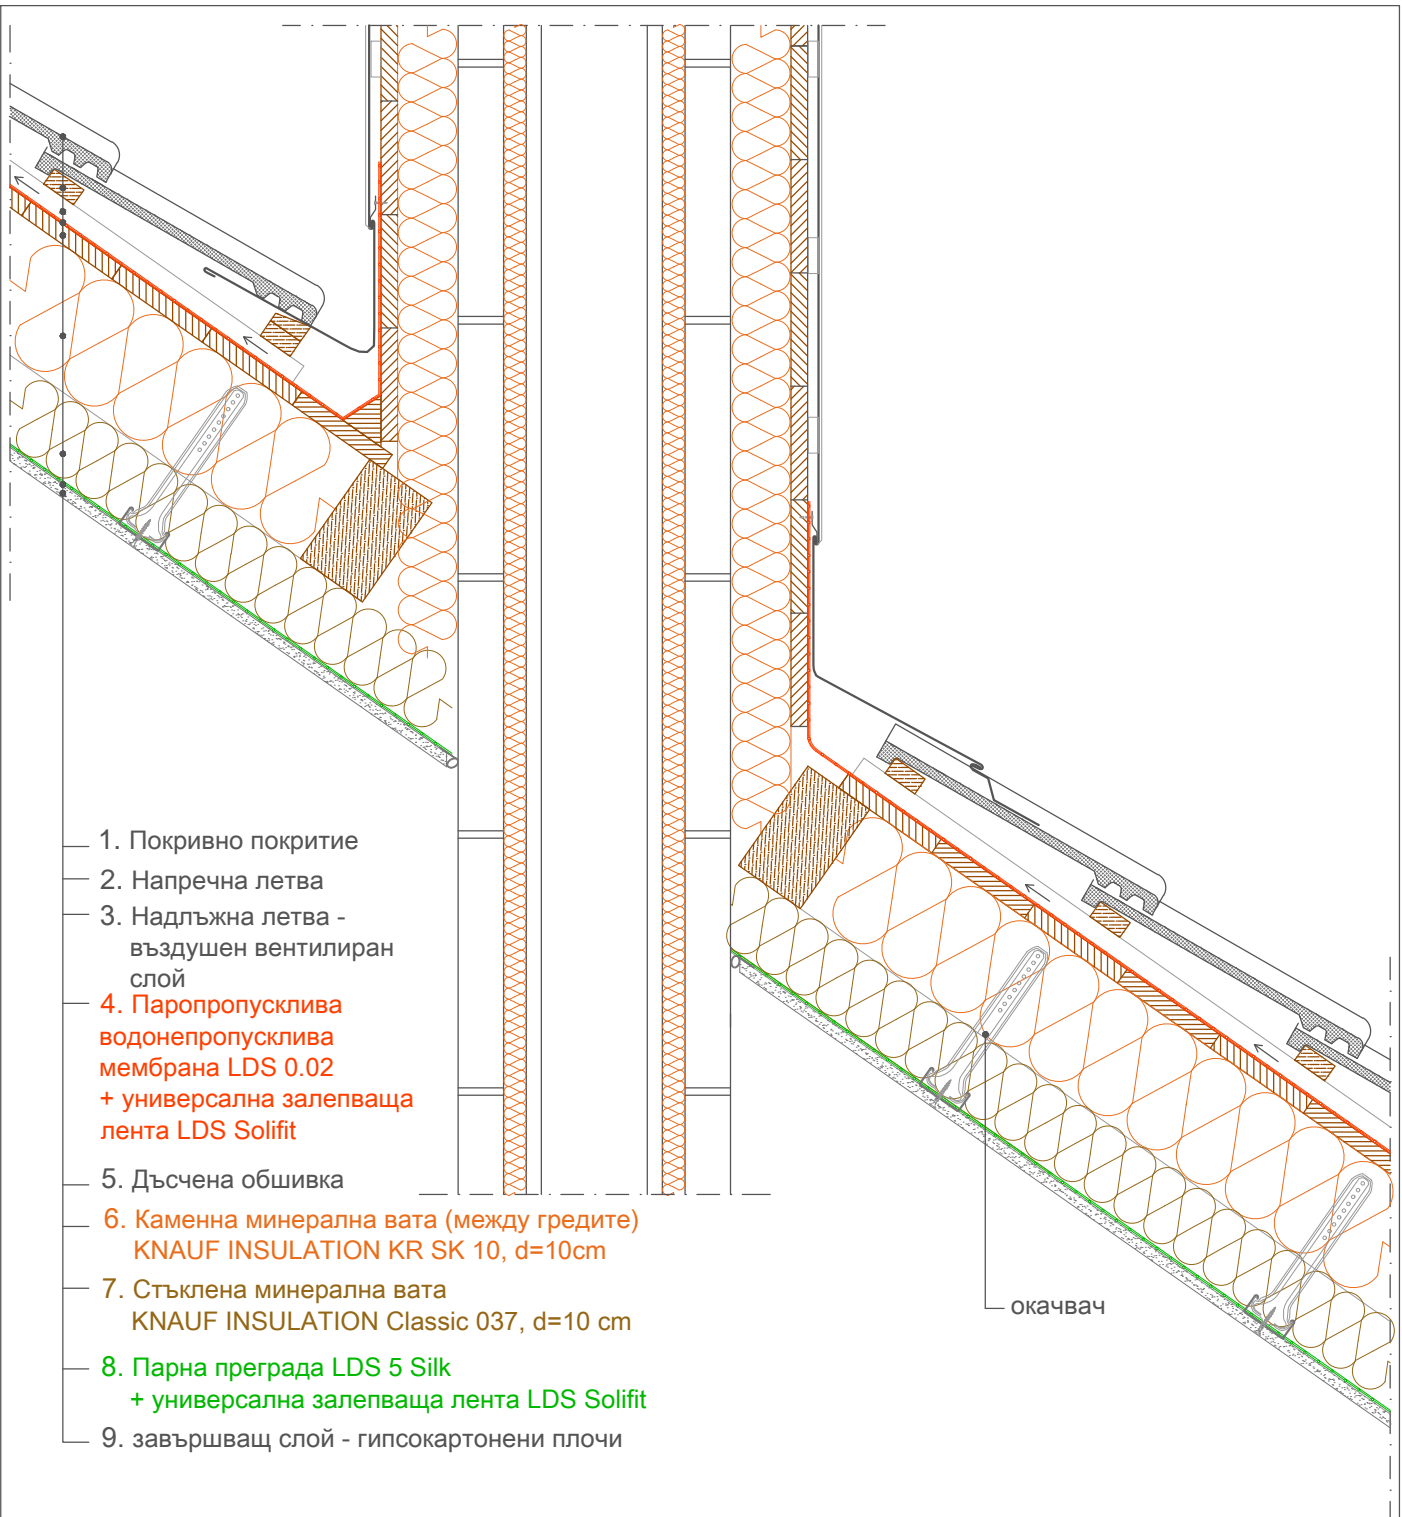 1. Покривно покритие
2. Напречна летва
3. Надлъжна летва -
въздушен вентилиран
слой
4. Паропропусклива
водонепропусклива
мембрана LDS 0.02
+ универсална залепваща
лента LDS Solifit
5. Дъсчена обшивка
6. Каменна минерална вата (между гредите)
KNAUF INSULATION KR SK 10, d=10cm
7. Стъклена минерална вата
KNAUF INSULATION Classic 037, d=10 cm
8. Парна преграда LDS 5 Silk
+ универсална залепваща лента LDS Solifit
9. завършващ слой - гипсокартонени плочи
окачвач